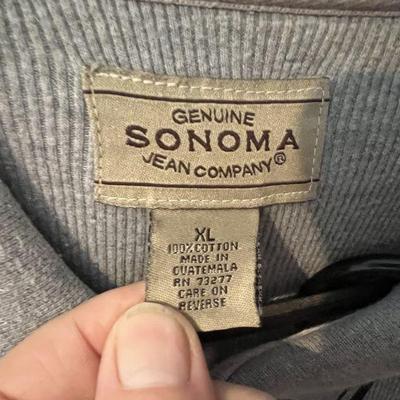 GENUINE
SONOMA
JEAN COMPANY®
XL
100% COTTON
MADE IN
GUATEMALA
RN 73277
CARE ON
REVERSE